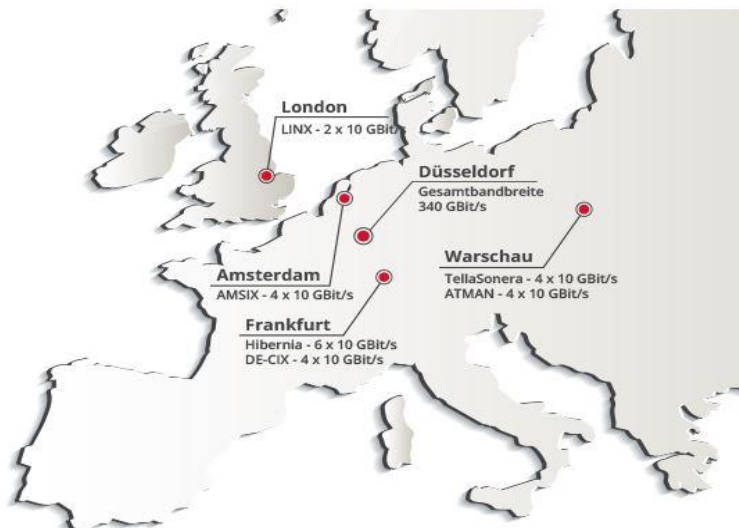 London
LINX - 2 x 10 GBit/s
Düsseldorf
Gesamtbandbreite
340 GBit/s
Warschau
TellaSonera - 4 x 10 GBit/s
ATMAN - 4 x 10 GBit/s
Amsterdam
AMSIX - 4 x 10 GBit/s
Frankfurt
Hibernia - 6 x 10 GBit/s
DE-CIX - 4 x 10 GBit/s